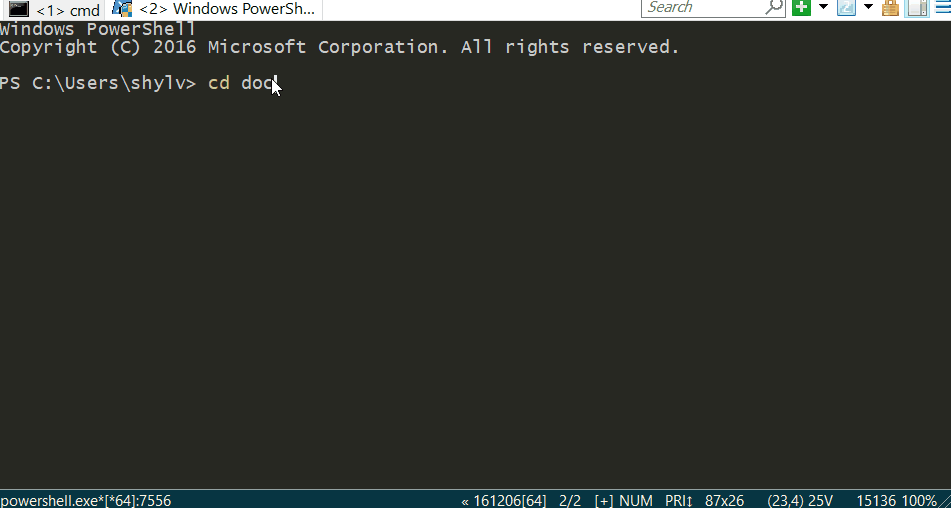 <1> cmd <2> Windows PowerSh... Search
Windows PowerShell
Copyright (C) 2016 Microsoft Corporation. All rights reserved.
PS C:\Users\shylv> cd doc
powershell.exe*[*64]:7556 « 161206[64] 2/2 [+] NUM PRI↕ 87x26 (23,4) 25V 15136 100%